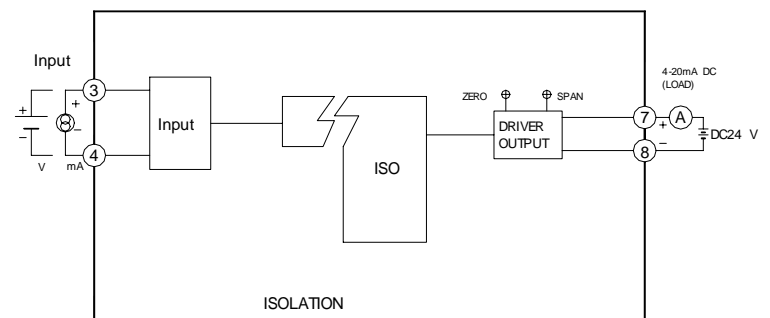 Input
+
−
V
+
−
mA
3
4
Input
ISO
ZERO
SPAN
DRIVER
OUTPUT
7
8
+
−
A
4-20mA DC
(LOAD)
DC24 V
ISOLATION